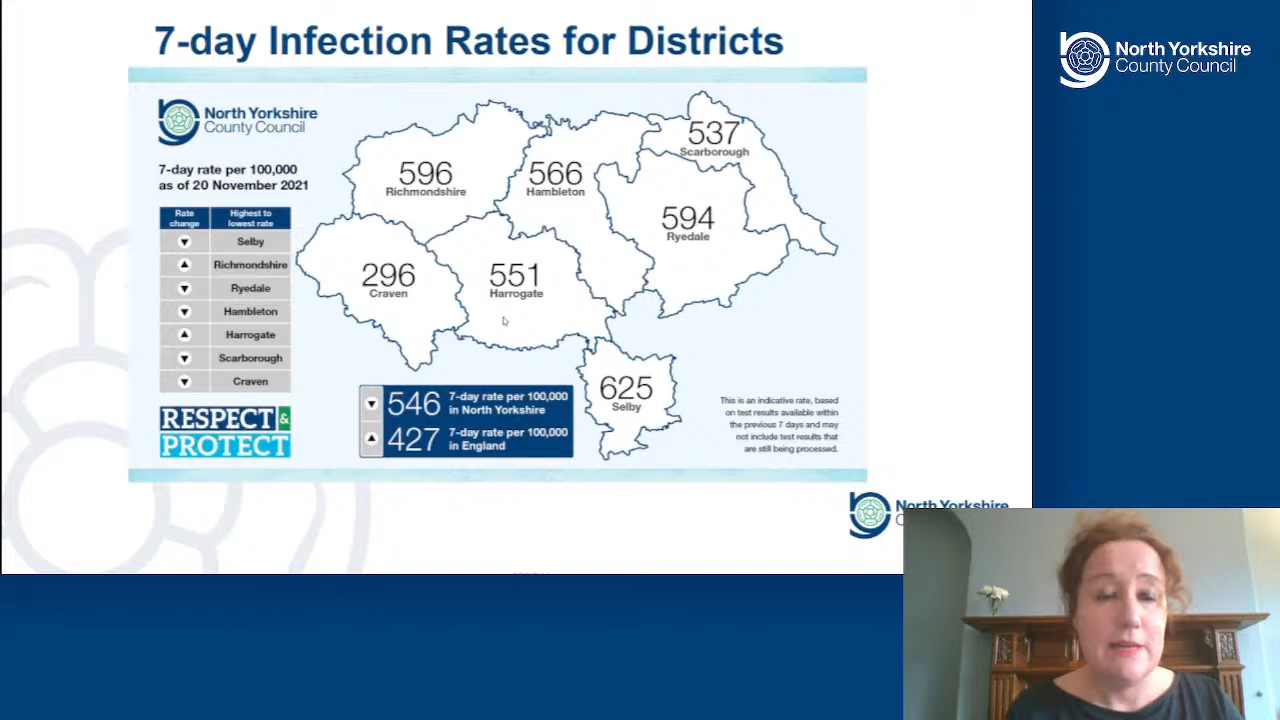 7-day Infection Rates for Districts
North Yorkshire
County Council
North Yorkshire
County Council
7-day rate per 100,000
as of 20 November 2021
Rate change
Highest to lowest rate
▼ Selby
▲ Richmondshire
▼ Ryedale
▼ Hambleton
▲ Harrogate
▼ Scarborough
▼ Craven
RESPECT &
PROTECT
596
Richmondshire
566
Hambleton
537
Scarborough
594
Ryedale
296
Craven
551
Harrogate
625
Selby
▼ 546 7-day rate per 100,000
in North Yorkshire
▲ 427 7-day rate per 100,000
in England
This is an indicative rate, based
on test results available within
the previous 7 days and may
not include test results that
are still being processed.
North Yorkshire